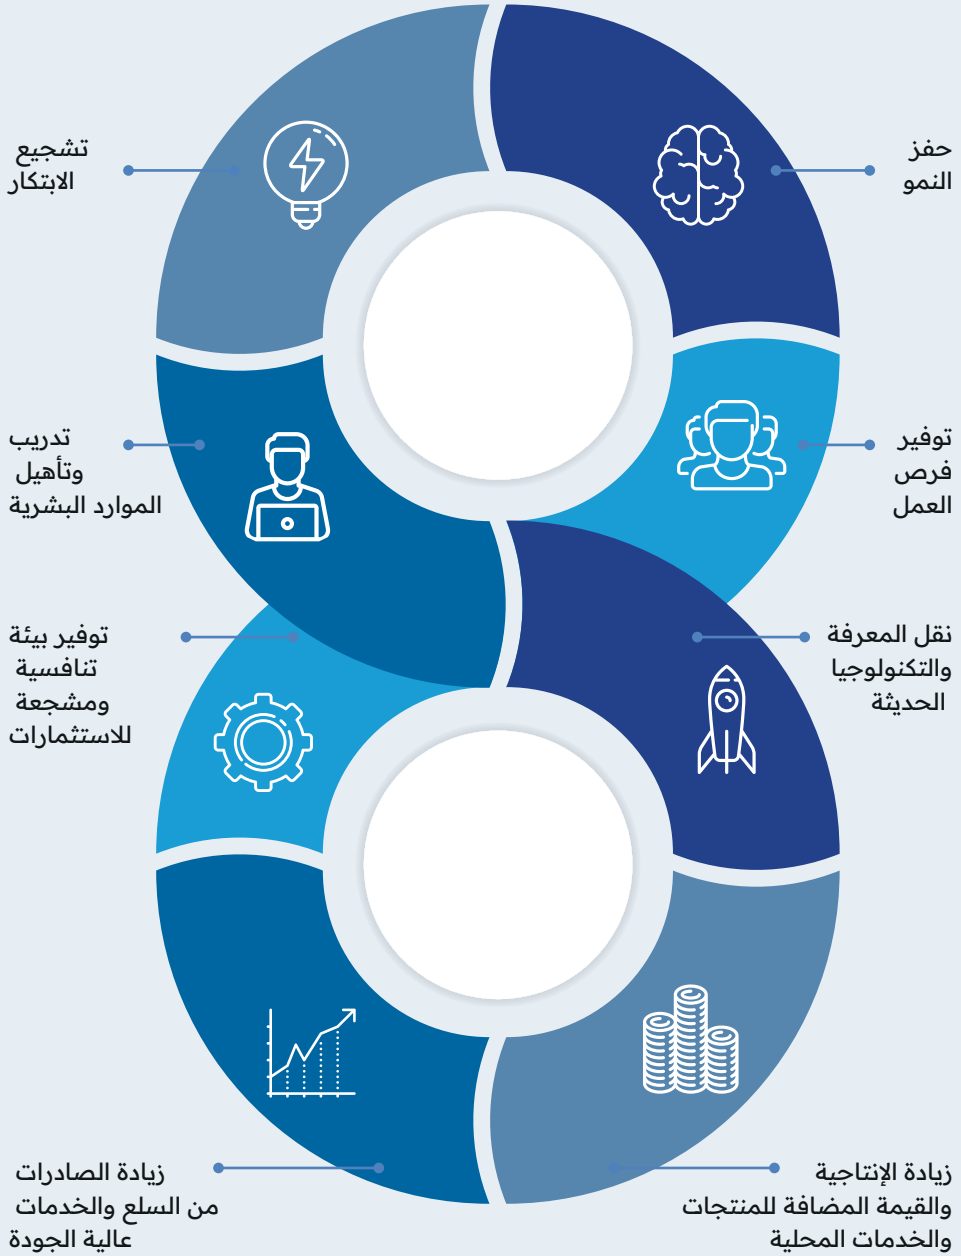 حفز
النمو
تشجيع
الابتكار
توفير
فرص
العمل
تدريب
وتأهيل
الموارد البشرية
نقل المعرفة
والتكنولوجيا
الحديثة
توفير بيئة
تنافسية
ومشجعة
للاستثمارات
زيادة الإنتاجية
والقيمة المضافة للمنتجات
والخدمات المحلية
زيادة الصادرات
من السلع والخدمات
عالية الجودة